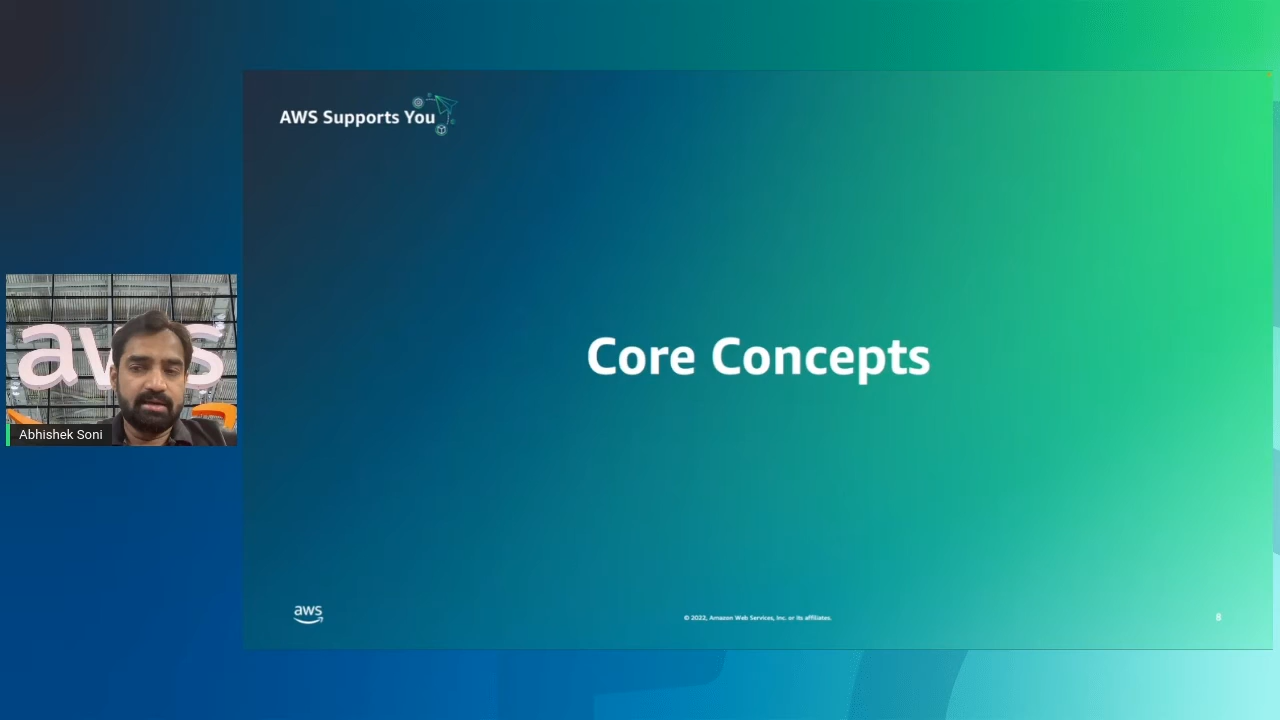 AWS Supports You
Core Concepts
aws
Abhishek Soni
aws
© 2022, Amazon Web Services, Inc. or its affiliates.
8